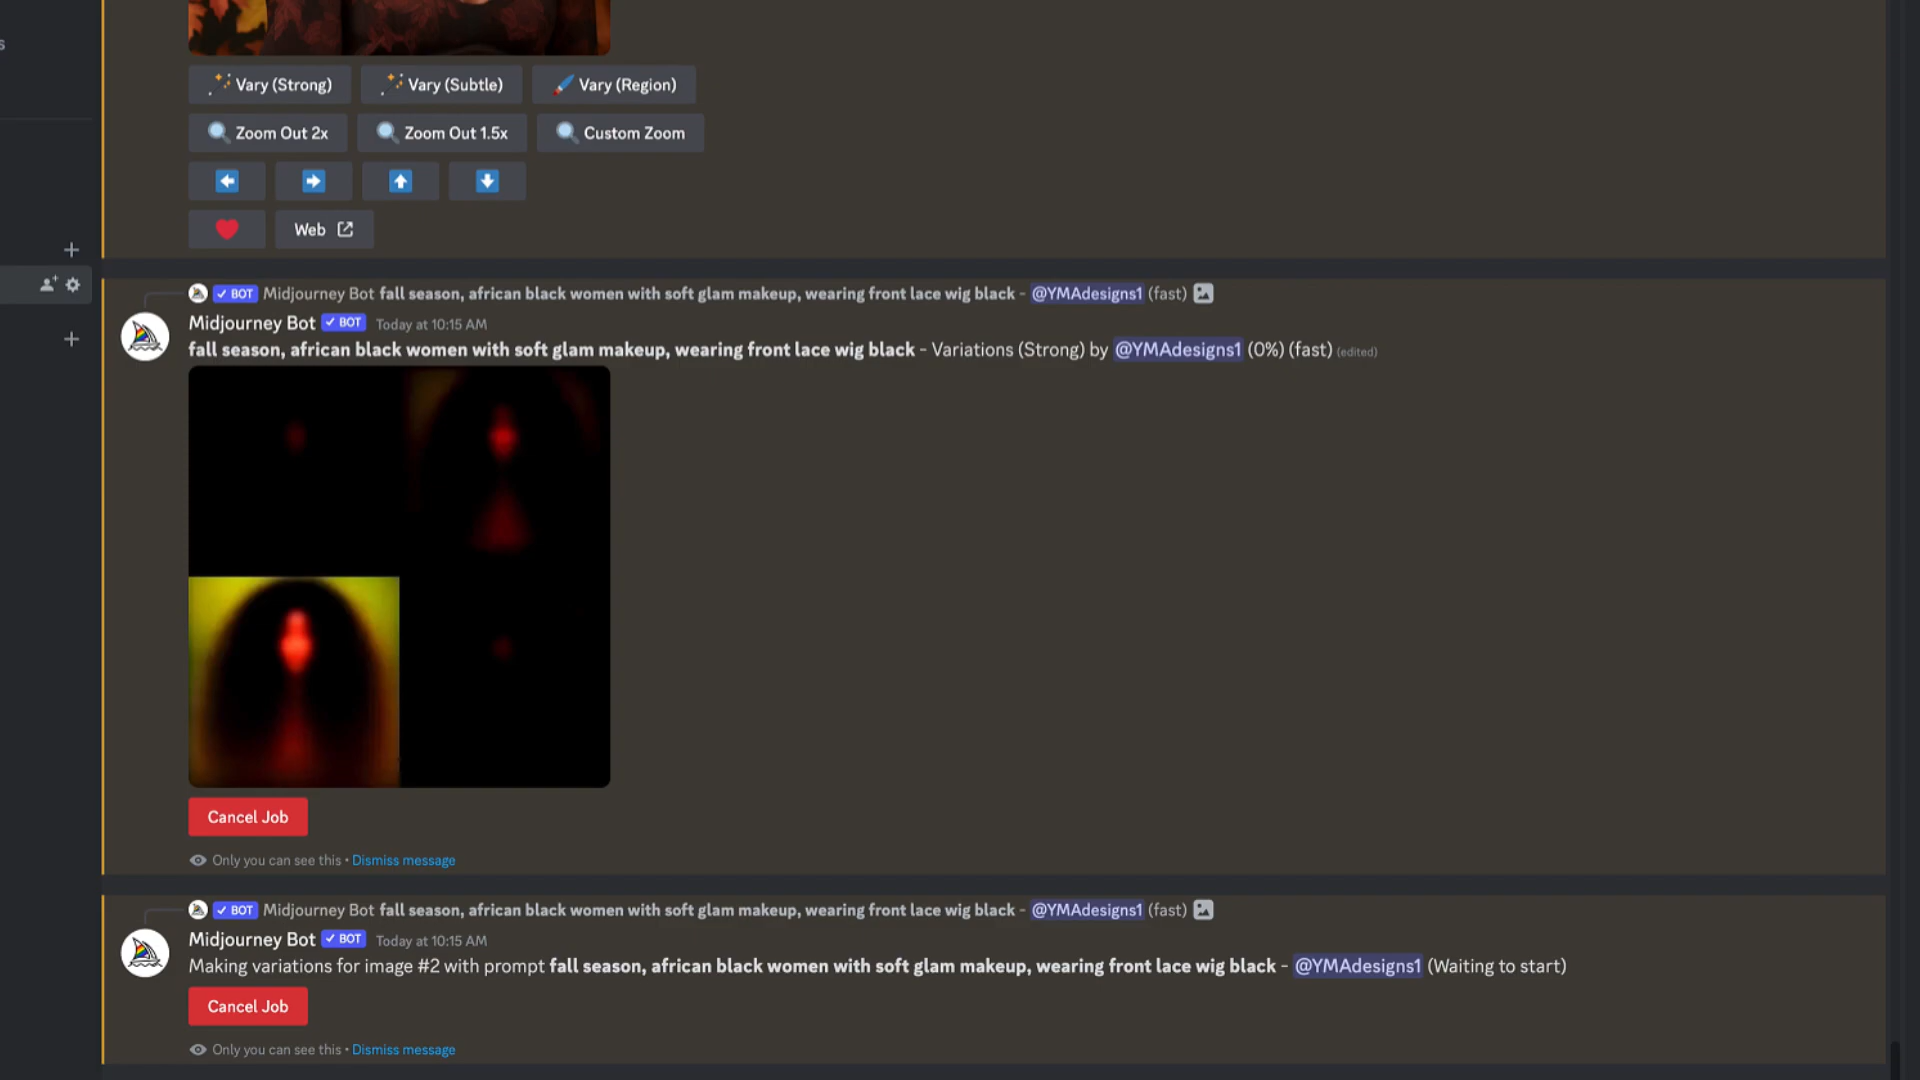 s
Vary (Strong) Vary (Subtle) Vary (Region)
Zoom Out 2x Zoom Out 1.5x Custom Zoom
Web
BOT Midjourney Bot fall season, african black women with soft glam makeup, wearing front lace wig black - @YMAdesigns1 (fast)
Midjourney Bot BOT Today at 10:15 AM
fall season, african black women with soft glam makeup, wearing front lace wig black - Variations (Strong) by @YMAdesigns1 (0%) (fast) (edited)
Cancel Job
Only you can see this • Dismiss message
BOT Midjourney Bot fall season, african black women with soft glam makeup, wearing front lace wig black - @YMAdesigns1 (fast)
Midjourney Bot BOT Today at 10:15 AM
Making variations for image #2 with prompt fall season, african black women with soft glam makeup, wearing front lace wig black - @YMAdesigns1 (Waiting to start)
Cancel Job
Only you can see this • Dismiss message